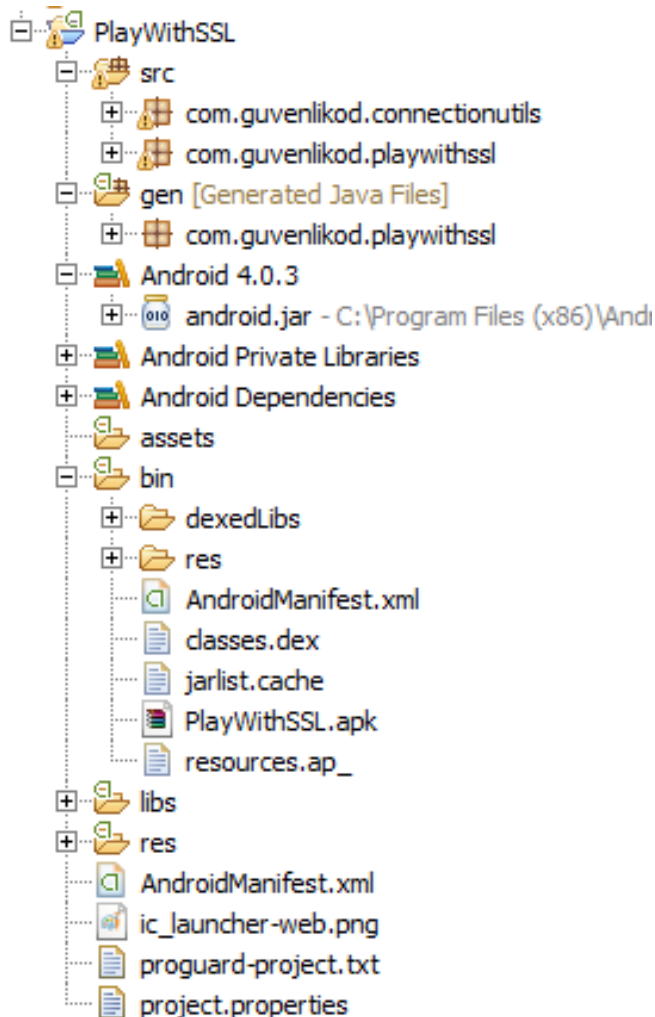 PlayWithSSL
src
com.guvenlikod.connectionutils
com.guvenlikod.playwithssl
gen [Generated Java Files]
com.guvenlikod.playwithssl
Android 4.0.3
android.jar - C:\Program Files (x86)\Andr
Android Private Libraries
Android Dependencies
assets
bin
dexedLibs
res
AndroidManifest.xml
classes.dex
jarlist.cache
PlayWithSSL.apk
resources.ap_
libs
res
AndroidManifest.xml
ic_launcher-web.png
proguard-project.txt
project.properties